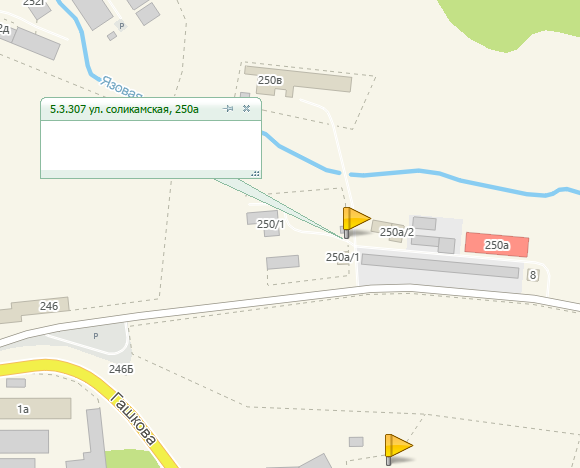 252Г
2д
Р
250в
Язовая
5.3.307 ул. соликамская, 250а
250/1
250а/2
250а
250а/1
8
246
Р
246Б
1а
Гашкова